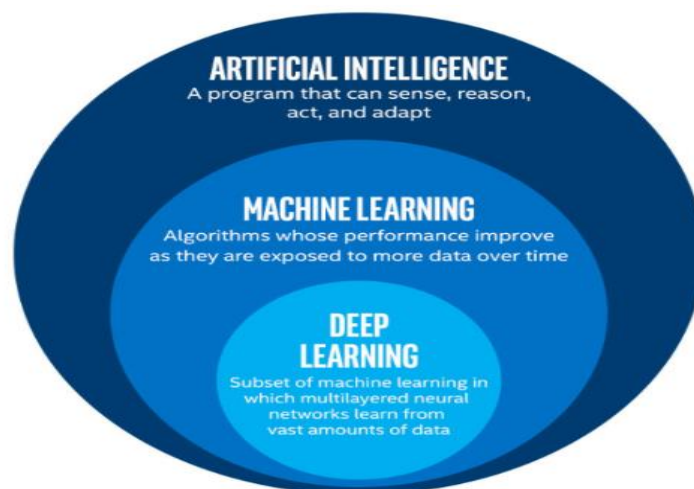 ARTIFICIAL INTELLIGENCE
A program that can sense, reason,
act, and adapt
MACHINE LEARNING
Algorithms whose performance improve
as they are exposed to more data over time
DEEP
LEARNING
Subset of machine learning in
which multilayered neural
networks learn from
vast amounts of data